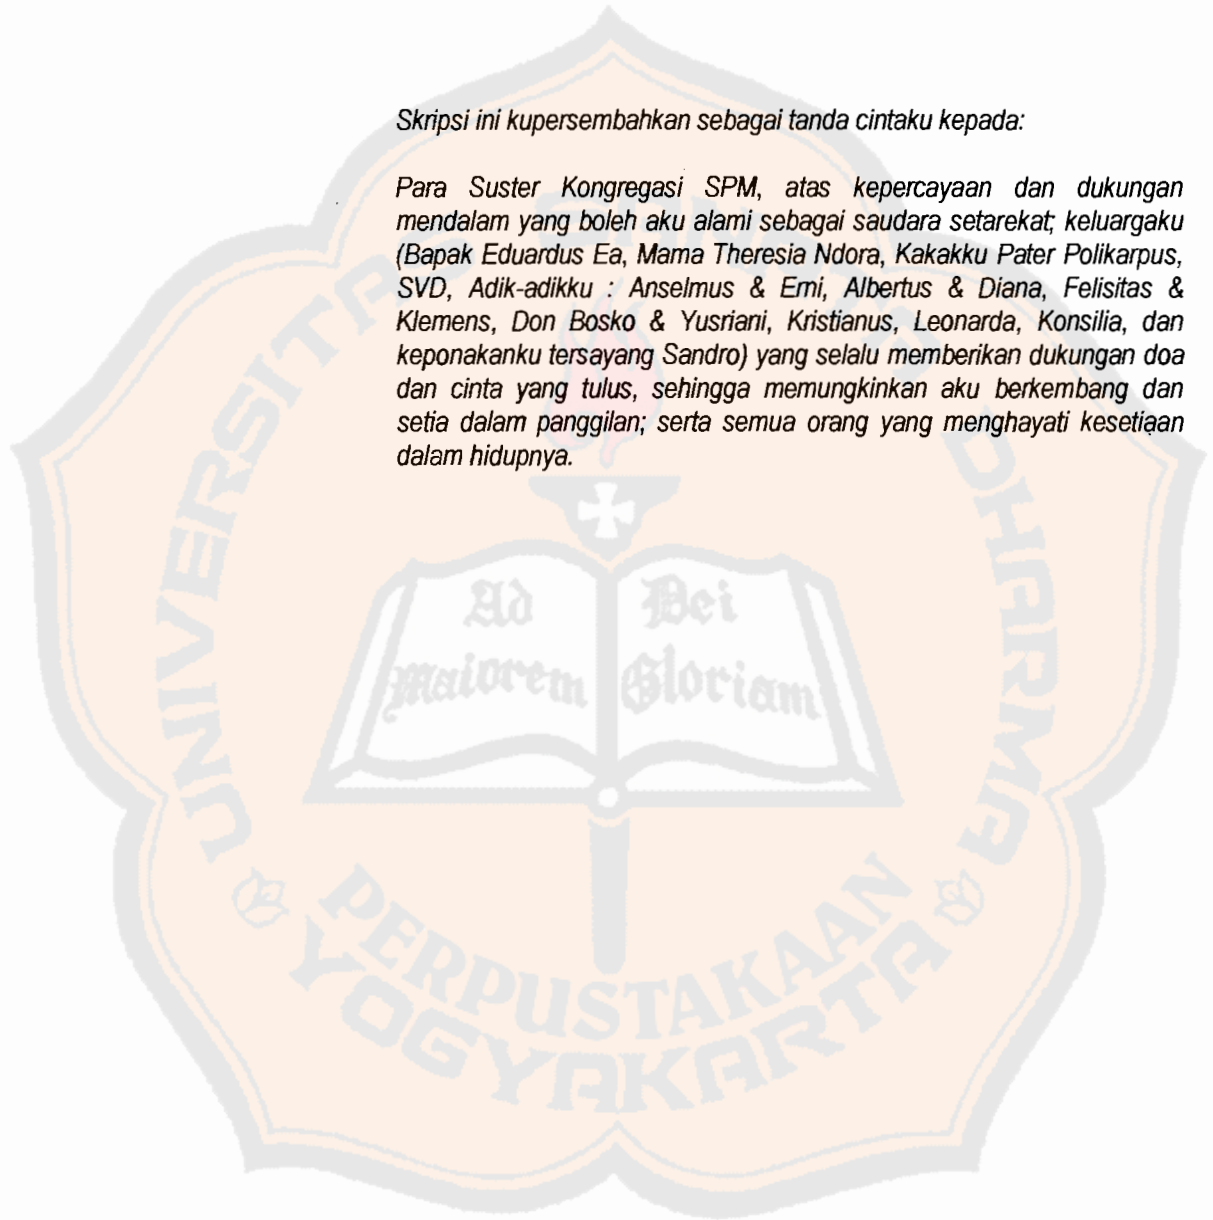 Skripsi ini kupersembahkan sebagai tanda cintaku kepada:
Para Suster Kongregasi SPM, atas kepercayaan dan dukungan
mendalam yang boleh aku alami sebagai saudara setarekat; keluargaku
(Bapak Eduardus Ea, Mama Theresia Ndora, Kakakku Pater Polikarpus,
SVD, Adik-adikku : Anselmus & Erni, Albertus & Diana, Felisitas &
Klemens, Don Bosko & Yusriani, Kristianus, Leonarda, Konsilia, dan
keponakanku tersayang Sandro) yang selalu memberikan dukungan doa
dan cinta yang tulus, sehingga memungkinkan aku berkembang dan
setia dalam panggilan; serta semua orang yang menghayati kesetiaan
dalam hidupnya.
UNIVERSITAS SANATA DHARMA
Ad Dei
Maiorem Gloriam
PERPUSTAKAAN
YOGYAKARTA